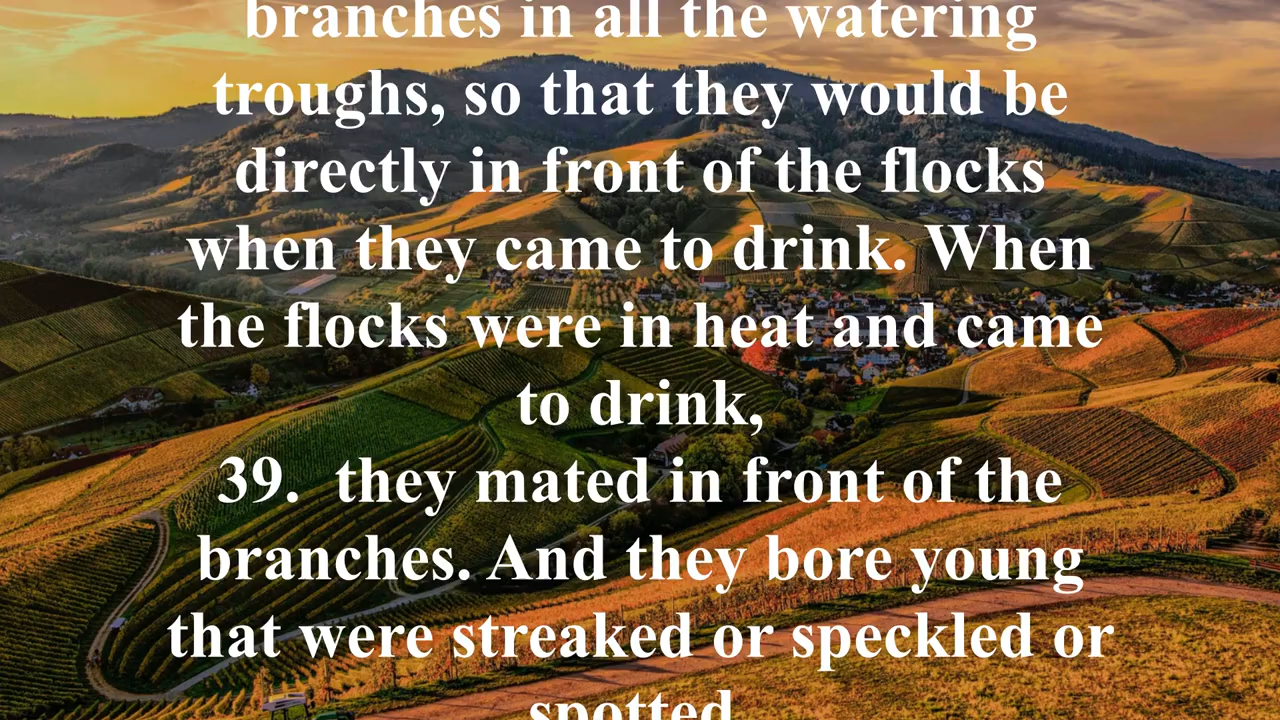 branches in all the watering
troughs, so that they would be
directly in front of the flocks
when they came to drink. When
the flocks were in heat and came
to drink,
39. they mated in front of the
branches. And they bore young
that were streaked or speckled or
spotted